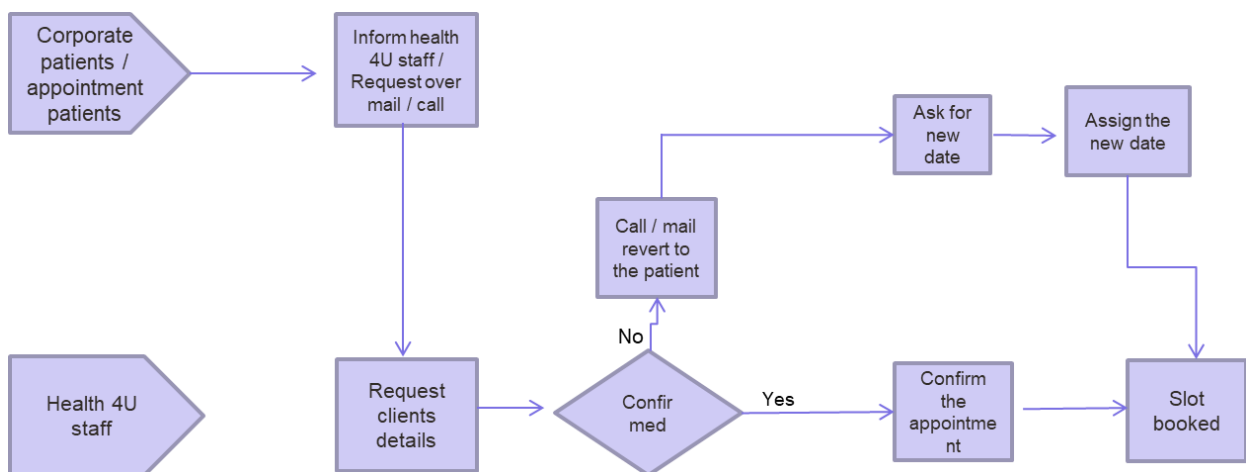 Corporate
patients /
appointment
patients
Inform health
4U staff /
Request over
mail / call
Ask for
new
date
Assign the
new date
Call / mail
revert to
the patient
No
Health 4U
staff
Request
clients
details
Confir
med
Yes
Confirm
the
appointme
nt
Slot
booked